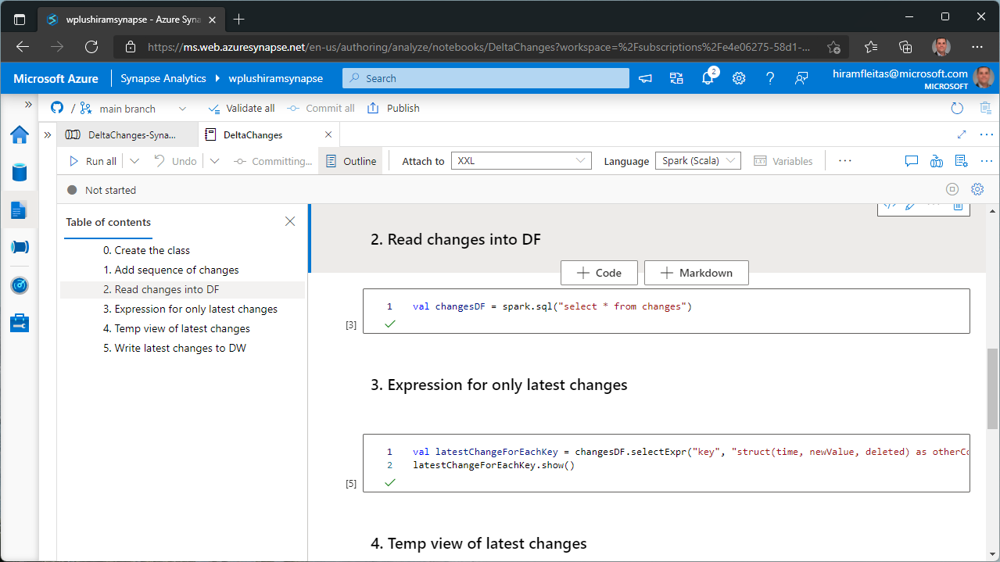 wplushiramsynapse - Azure Syna
https://ms.web.azuresynapse.net/en-us/authoring/analyze/notebooks/DeltaChanges?workspace=%2Fsubscriptions%2Fe4e06275-58d1-...
Microsoft Azure
Synapse Analytics
wplushiramsynapse
Search
2
hiramfleitas@microsoft.com
MICROSOFT
/ main branch
Validate all
Commit all
Publish
DeltaChanges-Syna...
DeltaChanges
Run all
Undo
Committing...
Outline
Attach to
XXL
Language
Spark (Scala)
Variables
Not started
Table of contents
0. Create the class
1. Add sequence of changes
2. Read changes into DF
3. Expression for only latest changes
4. Temp view of latest changes
5. Write latest changes to DW
2. Read changes into DF
Code
Markdown
1 val changesDF = spark.sql("select * from changes")
[3]
3. Expression for only latest changes
1 val latestChangeForEachKey = changesDF.selectExpr("key", "struct(time, newValue, deleted) as otherCo
2 latestChangeForEachKey.show()
[5]
4. Temp view of latest changes